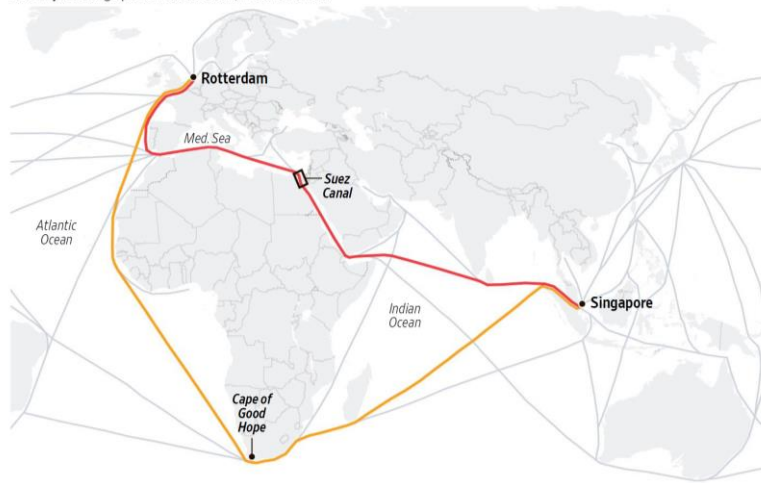 Rotterdam
Med. Sea
Suez
Canal
Atlantic
Ocean
Singapore
Indian
Ocean
Cape of
Good
Hope